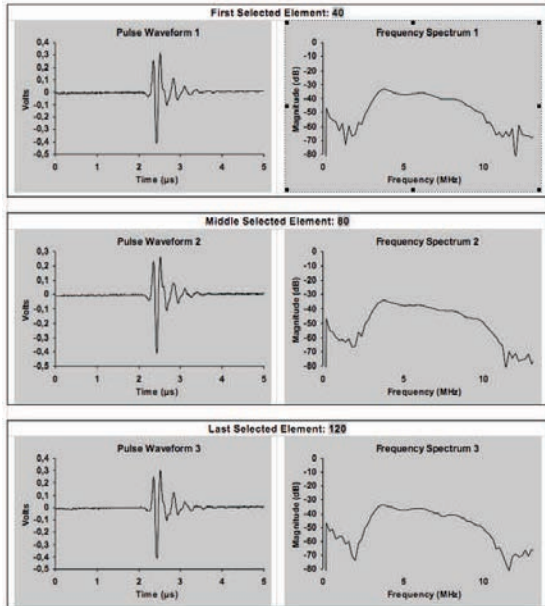 First Selected Element: 40
Pulse Waveform 1
0,4
0,3
0,2
0,1
0
-0,1
-0,2
-0,3
-0,4
-0,5
Volts
0 1 2 3 4 5
Time (µs)
Frequency Spectrum 1
0
-10
-20
-30
-40
-50
-60
-70
-80
Magnitude (dB)
0 5 10
Frequency (MHz)
Middle Selected Element: 80
Pulse Waveform 2
0,3
0,2
0,1
0
-0,1
-0,2
-0,3
-0,4
-0,5
Volts
0 1 2 3 4 5
Time (µs)
Frequency Spectrum 2
0
-10
-20
-30
-40
-50
-60
-70
-80
Magnitude (dB)
0 5 10
Frequency (MHz)
Last Selected Element: 120
Pulse Waveform 3
0,4
0,3
0,2
0,1
0
-0,1
-0,2
-0,3
-0,4
-0,5
Volts
0 1 2 3 4 5
Time (µs)
Frequency Spectrum 3
0
-10
-20
-30
-40
-50
-60
-70
-80
Magnitude (dB)
0 5 10
Frequency (MHz)